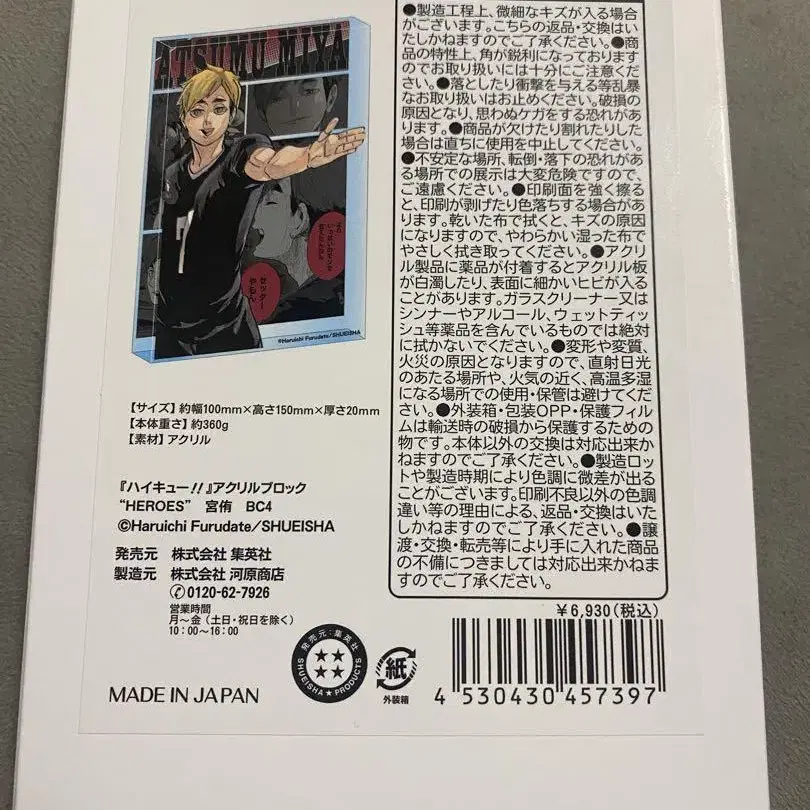 ATSUMU MIYA
セッター
やもん
©Haruichi Furudate/SHUEISHA
【サイズ】約幅100mm×高さ150mm×厚さ20mm
【本体重さ】約360g
【素材】アクリル
『ハイキュー!!』アクリルブロック
“HEROES” 宮侑 BC4
©Haruichi Furudate/SHUEISHA
発売元 株式会社 集英社
製造元 株式会社 河原商店
✆0120-62-7926
営業時間
月〜金（土日・祝日を除く）
10:00〜16:00
MADE IN JAPAN
発売元:集英社
SHUEISHA★PRODUCTS
紙
外装箱
●製造工程上、微細なキズが入る場合
がございます。こちらの返品・交換はい
たしかねますのでご了承ください。●商
品の特性上、角が鋭利になっております
のでお取り扱いには十分にご注意くだ
さい。●落としたり衝撃を与える等乱暴
なお取り扱いはお止めください。破損の
原因となり、思わぬケガをする恐れがあ
ります。●商品が欠けたり割れたりした
場合は直ちに使用を中止してください。
●不安定な場所、転倒・落下の恐れがあ
る場所での展示は大変危険ですので、
ご遠慮ください。●印刷面を強く擦る
と、印刷が剥げたり色落ちする場合があ
ります。乾いた布で拭くと、キズの原因
になりますので、やわらかい湿った布で
やさしく拭き取ってください。●アクリ
ル製品に薬品が付着するとアクリル板
が白濁したり、表面に細かいヒビが入る
ことがあります。ガラスクリーナー又は
シンナーやアルコール、ウェットティッ
シュ等薬品を含んでいるものでは絶対
に拭かないでください。●変形や変質、
火災の原因となりますので、直射日光
のあたる場所や、火気の近く、高温多湿
になる場所での使用・保管は避けてくだ
さい。●外装箱・包装OPP・保護フィル
ムは輸送時の破損から保護するための
物です。本体以外の交換は対応出来か
ねますのでご了承ください。●製造ロッ
トや製造時期により色調に微差が出る
ことがございます。印刷不良以外の色調
違い等の理由による、返品・交換はいた
しかねますのでご了承ください。●譲
渡・交換・転売等により手に入れた商品
の不備につきましては対応出来かねま
すのでご了承ください。
￥6,930(税込)
4 530430 457397